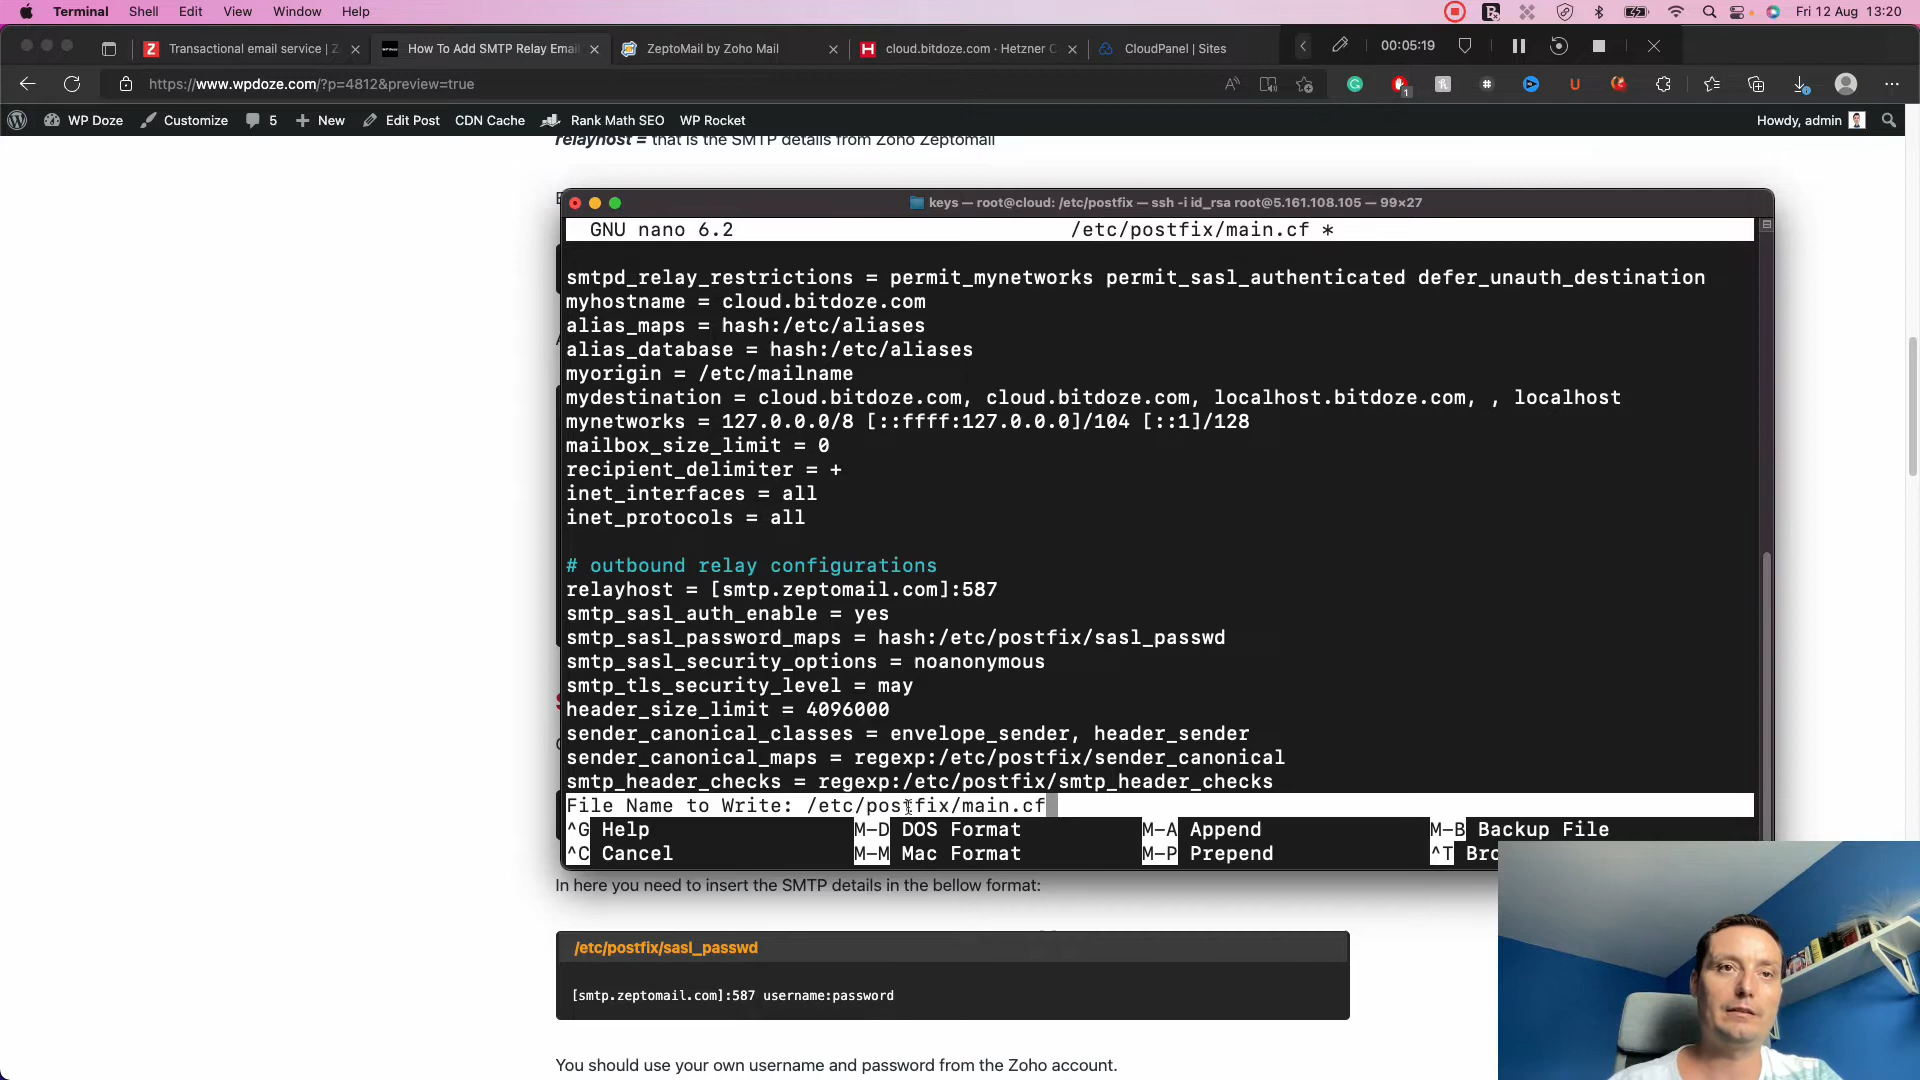 Terminal Shell Edit View Window Help
Fri 12 Aug 13:20
Transactional email service | Z
How To Add SMTP Relay Email
ZeptoMail by Zoho Mail
cloud.bitdoze.com · Hetzner C
CloudPanel | Sites
00:05:19
https://www.wpdoze.com/?p=4812&preview=true
WP Doze Customize 5 New Edit Post CDN Cache Rank Math SEO WP Rocket
Howdy, admin
relayhost = that is the SMTP details from Zoho Zeptomail
keys — root@cloud: /etc/postfix — ssh -i id_rsa root@5.161.108.105 — 99×27
GNU nano 6.2 /etc/postfix/main.cf *
smtpd_relay_restrictions = permit_mynetworks permit_sasl_authenticated defer_unauth_destination
myhostname = cloud.bitdoze.com
alias_maps = hash:/etc/aliases
alias_database = hash:/etc/aliases
myorigin = /etc/mailname
mydestination = cloud.bitdoze.com, cloud.bitdoze.com, localhost.bitdoze.com, , localhost
mynetworks = 127.0.0.0/8 [::ffff:127.0.0.0]/104 [::1]/128
mailbox_size_limit = 0
recipient_delimiter = +
inet_interfaces = all
inet_protocols = all
# outbound relay configurations
relayhost = [smtp.zeptomail.com]:587
smtp_sasl_auth_enable = yes
smtp_sasl_password_maps = hash:/etc/postfix/sasl_passwd
smtp_sasl_security_options = noanonymous
smtp_tls_security_level = may
header_size_limit = 4096000
sender_canonical_classes = envelope_sender, header_sender
sender_canonical_maps = regexp:/etc/postfix/sender_canonical
smtp_header_checks = regexp:/etc/postfix/smtp_header_checks
File Name to Write: /etc/postfix/main.cf
^G Help M-D DOS Format M-A Append M-B Backup File
^C Cancel M-M Mac Format M-P Prepend ^T
In here you need to insert the SMTP details in the bellow format:
/etc/postfix/sasl_passwd
[smtp.zeptomail.com]:587 username:password
You should use your own username and password from the Zoho account.